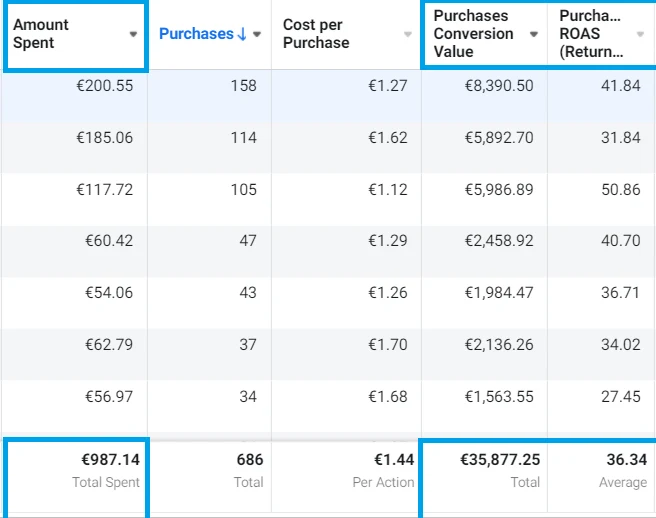 Amount Spent
Purchases↓
Cost per Purchase
Purchases Conversion Value
Purcha... ROAS (Return...
€200.55 158 €1.27 €8,390.50 41.84
€185.06 114 €1.62 €5,892.70 31.84
€117.72 105 €1.12 €5,986.89 50.86
€60.42 47 €1.29 €2,458.92 40.70
€54.06 43 €1.26 €1,984.47 36.71
€62.79 37 €1.70 €2,136.26 34.02
€56.97 34 €1.68 €1,563.55 27.45
€987.14 686 €1.44 €35,877.25 36.34
Total Spent Total Per Action Total Average